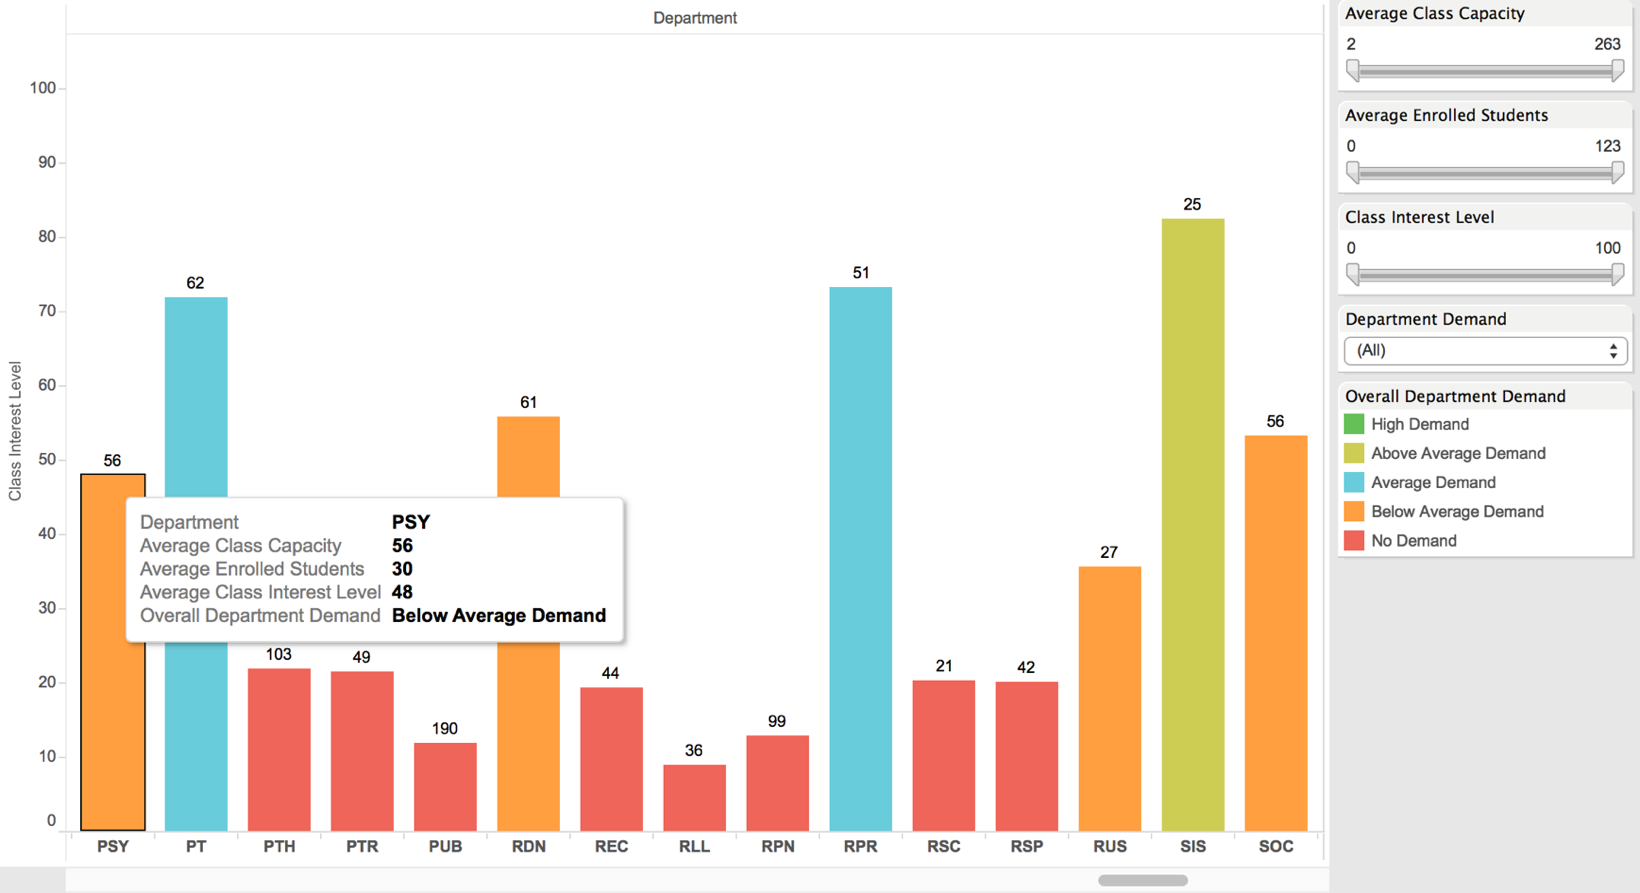 Department
100
90
80
70
60
50
40
30
20
10
0
Class Interest Level
56
62
103
49
190
61
44
36
99
51
21
42
27
25
56
Department PSY
Average Class Capacity 56
Average Enrolled Students 30
Average Class Interest Level 48
Overall Department Demand Below Average Demand
PSY PT PTH PTR PUB RDN REC RLL RPN RPR RSC RSP RUS SIS SOC
Average Class Capacity
2 263
Average Enrolled Students
0 123
Class Interest Level
0 100
Department Demand
(All)
Overall Department Demand
High Demand
Above Average Demand
Average Demand
Below Average Demand
No Demand